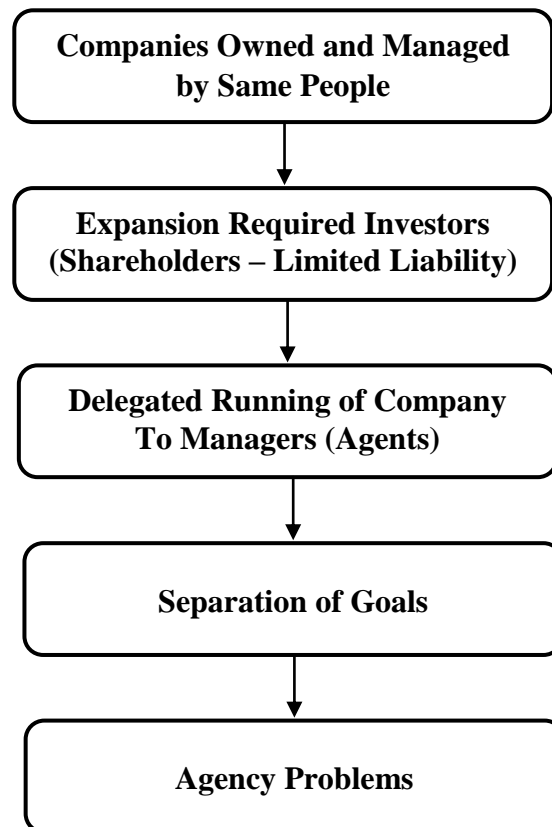 Companies Owned and Managed
by Same People
Expansion Required Investors
(Shareholders – Limited Liability)
Delegated Running of Company
To Managers (Agents)
Separation of Goals
Agency Problems